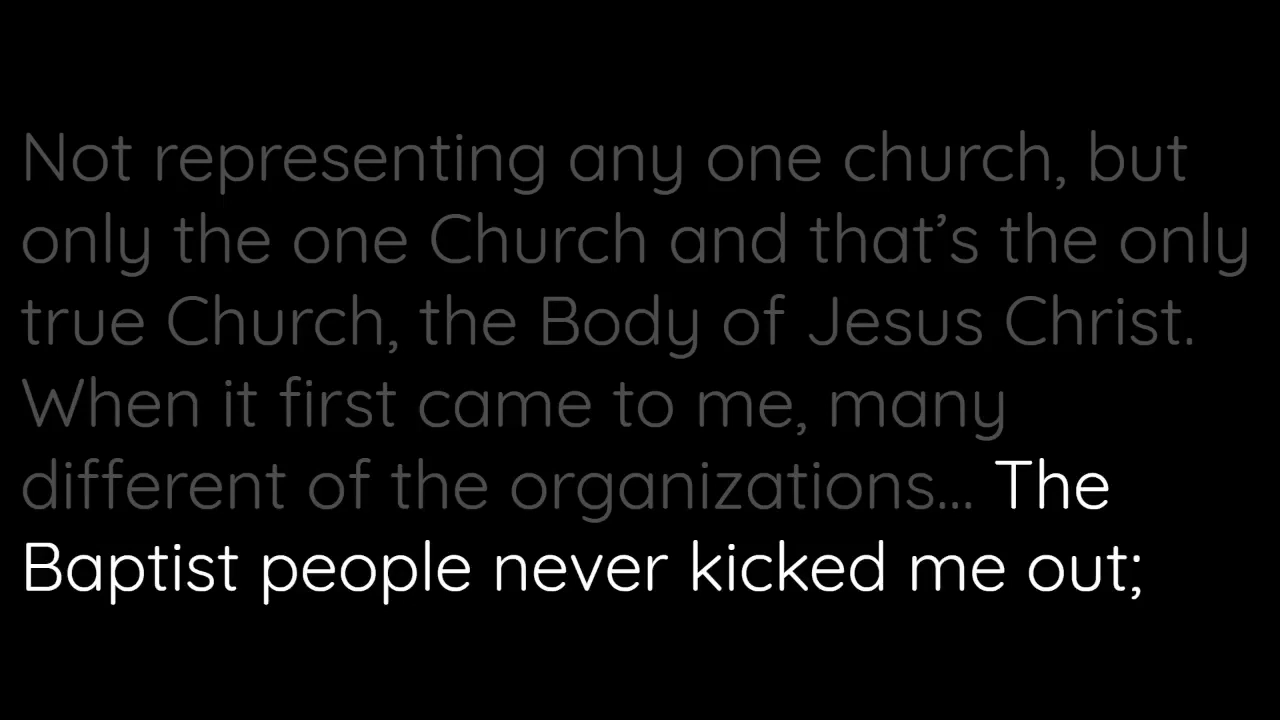 Not representing any one church, but
only the one Church and that’s the only
true Church, the Body of Jesus Christ.
When it first came to me, many
different of the organizations... The
Baptist people never kicked me out;